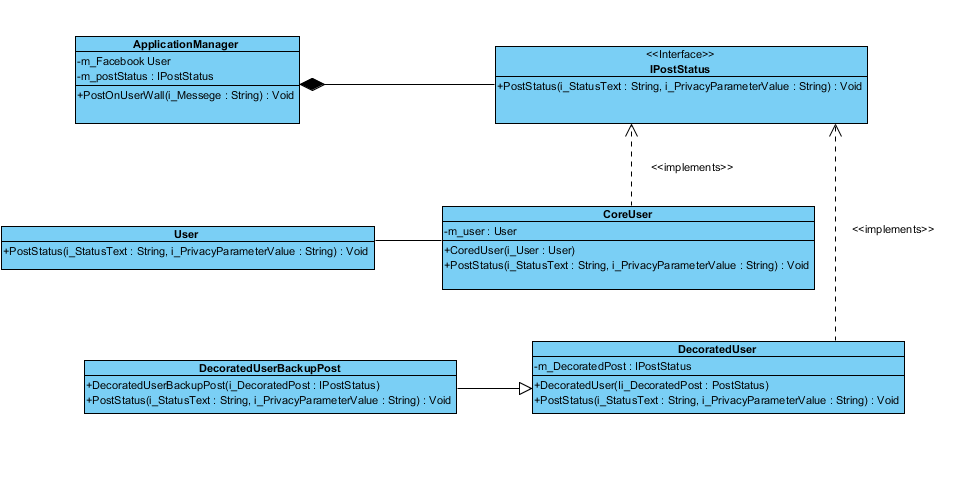 ApplicationManager
-m_Facebook User
-m_postStatus : IPostStatus
+PostOnUserWall(i_Messege : String) : Void
<<Interface>>
IPostStatus
+PostStatus(i_StatusText : String, i_PrivacyParameterValue : String) : Void
<<implements>>
<<implements>>
User
+PostStatus(i_StatusText : String, i_PrivacyParameterValue : String) : Void
CoreUser
-m_user : User
+CoredUser(i_User : User)
+PostStatus(i_StatusText : String, i_PrivacyParameterValue : String) : Void
DecoratedUserBackupPost
+DecoratedUserBackupPost(i_DecoratedPost : IPostStatus)
+PostStatus(i_StatusText : String, i_PrivacyParameterValue : String) : Void
DecoratedUser
-m_DecoratedPost : IPostStatus
+DecoratedUser(Ii_DecoratedPost : PostStatus)
+PostStatus(i_StatusText : String, i_PrivacyParameterValue : String) : Void